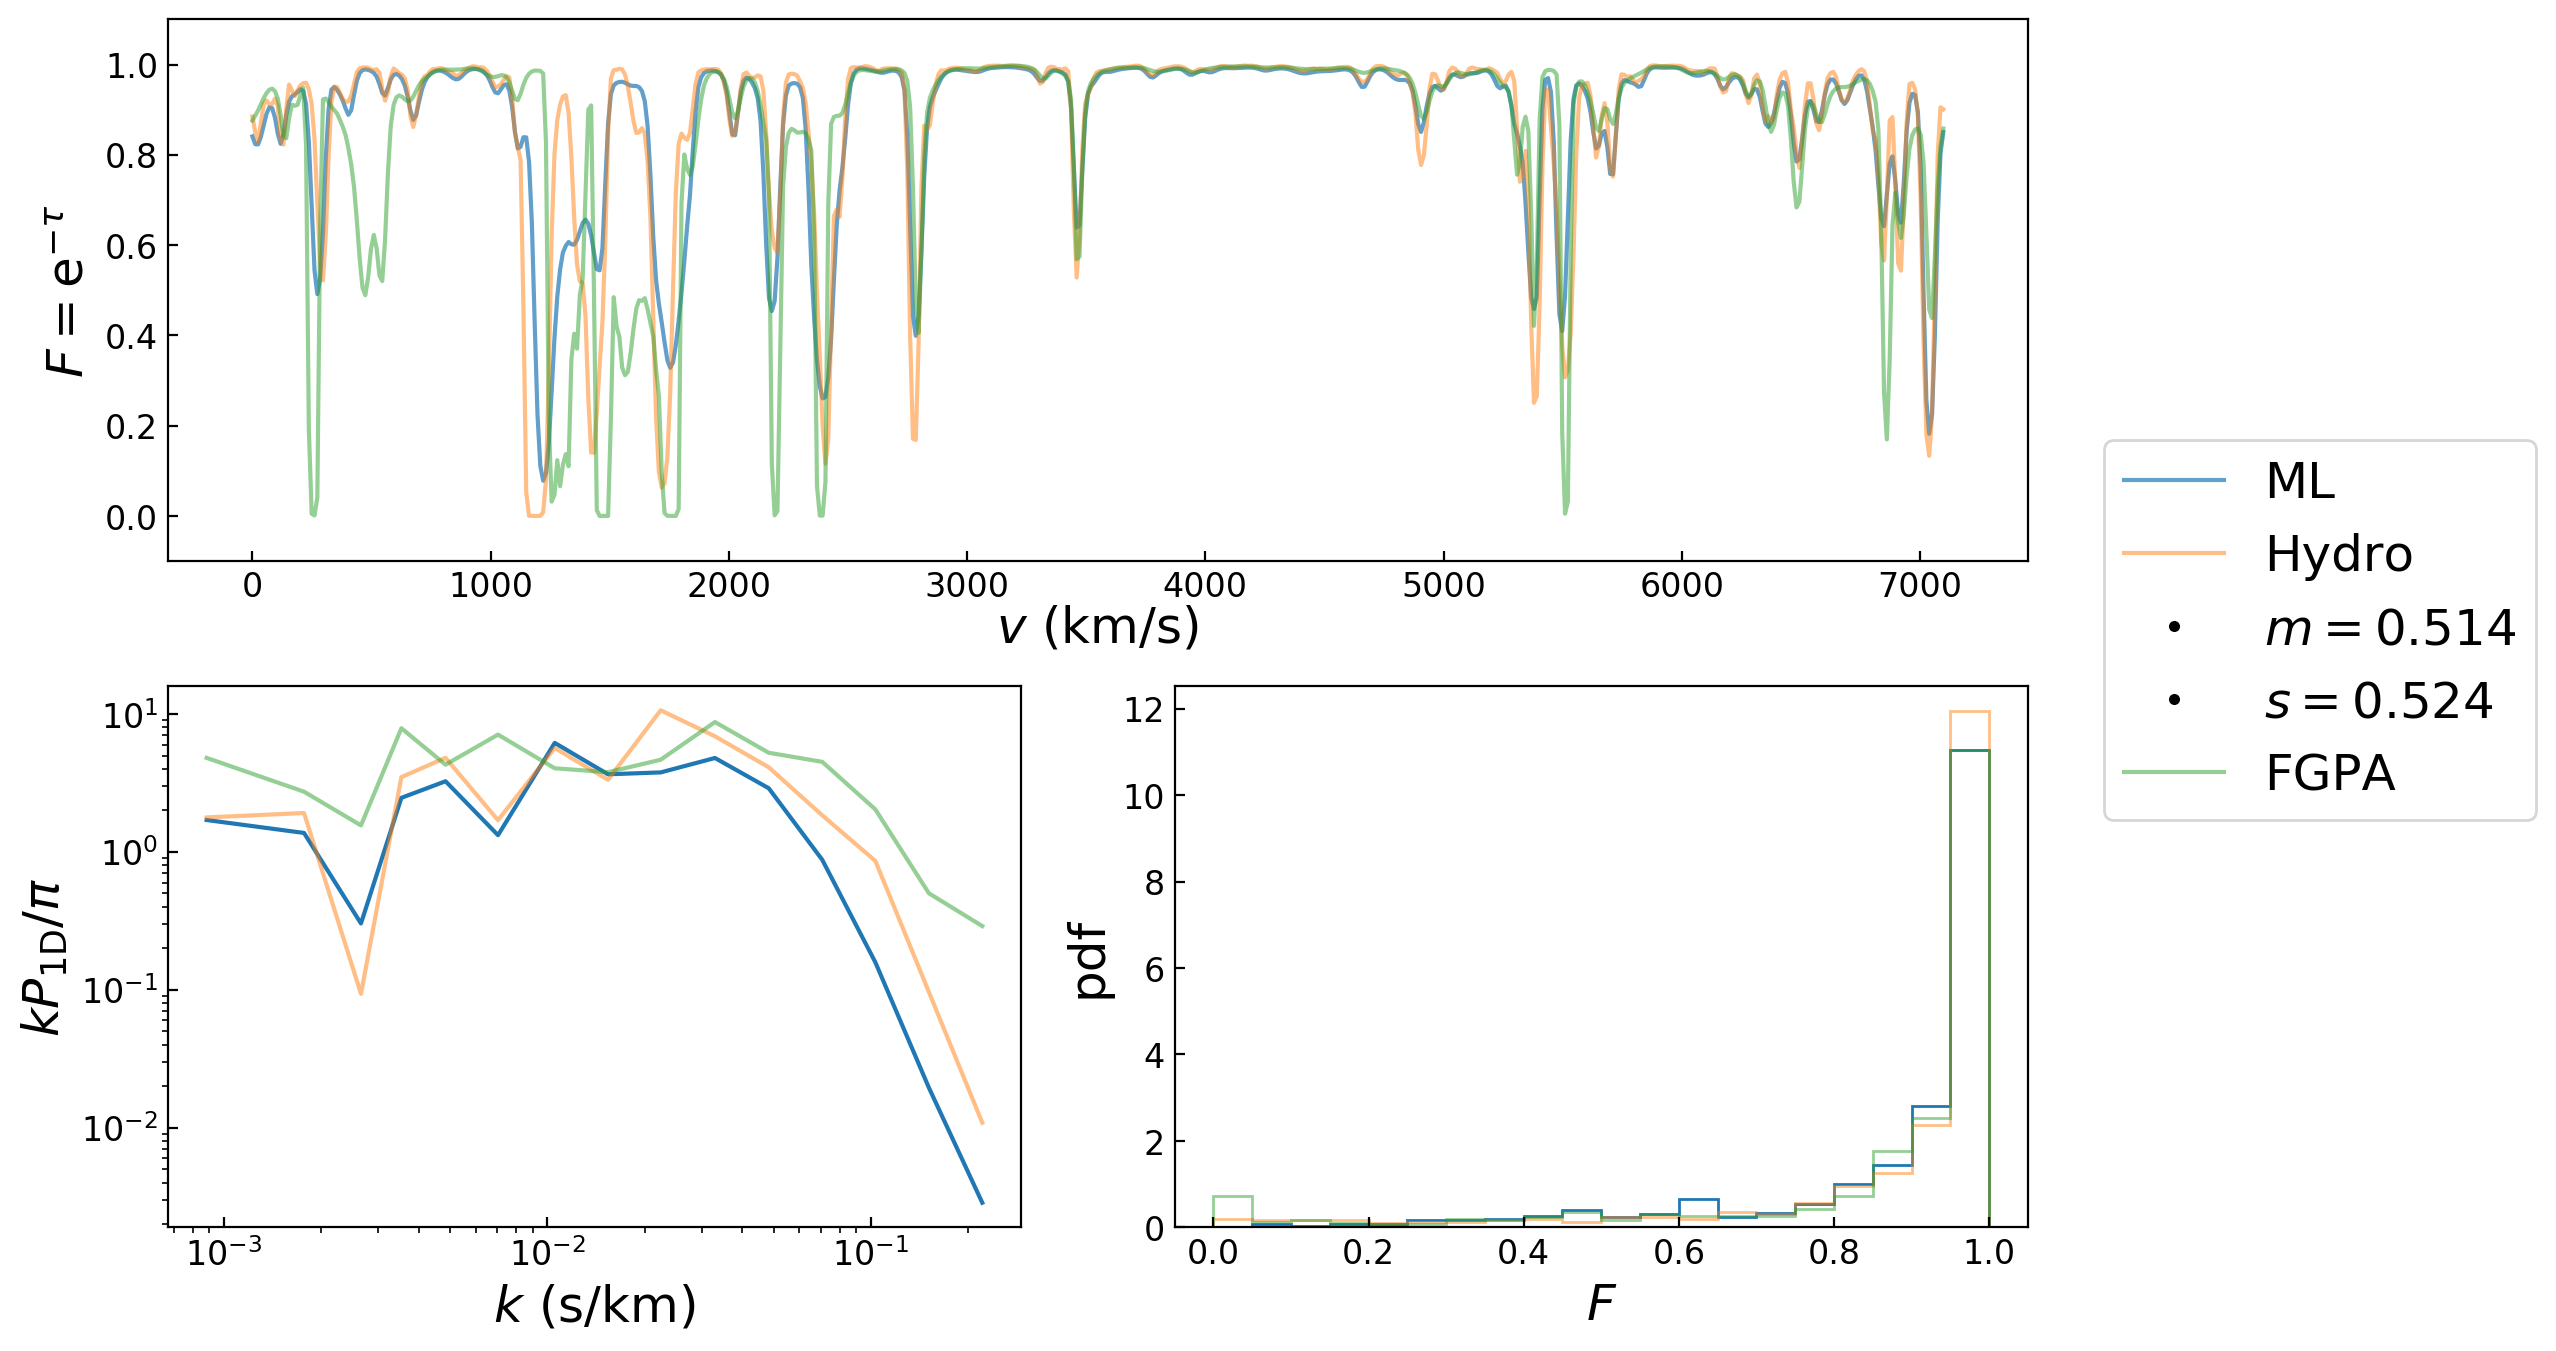 1.0
0.8
0.6
0.4
0.2
0.0
F = e^{−τ}
0 1000 2000 3000 4000 5000 6000 7000
v (km/s)
ML
Hydro
m = 0.514
s = 0.524
FGPA
10^1
10^0
10^{−1}
10^{−2}
kP_{1D}/π
10^{−3} 10^{−2} 10^{−1}
k (s/km)
12
10
8
6
4
2
0
pdf
0.0 0.2 0.4 0.6 0.8 1.0
F